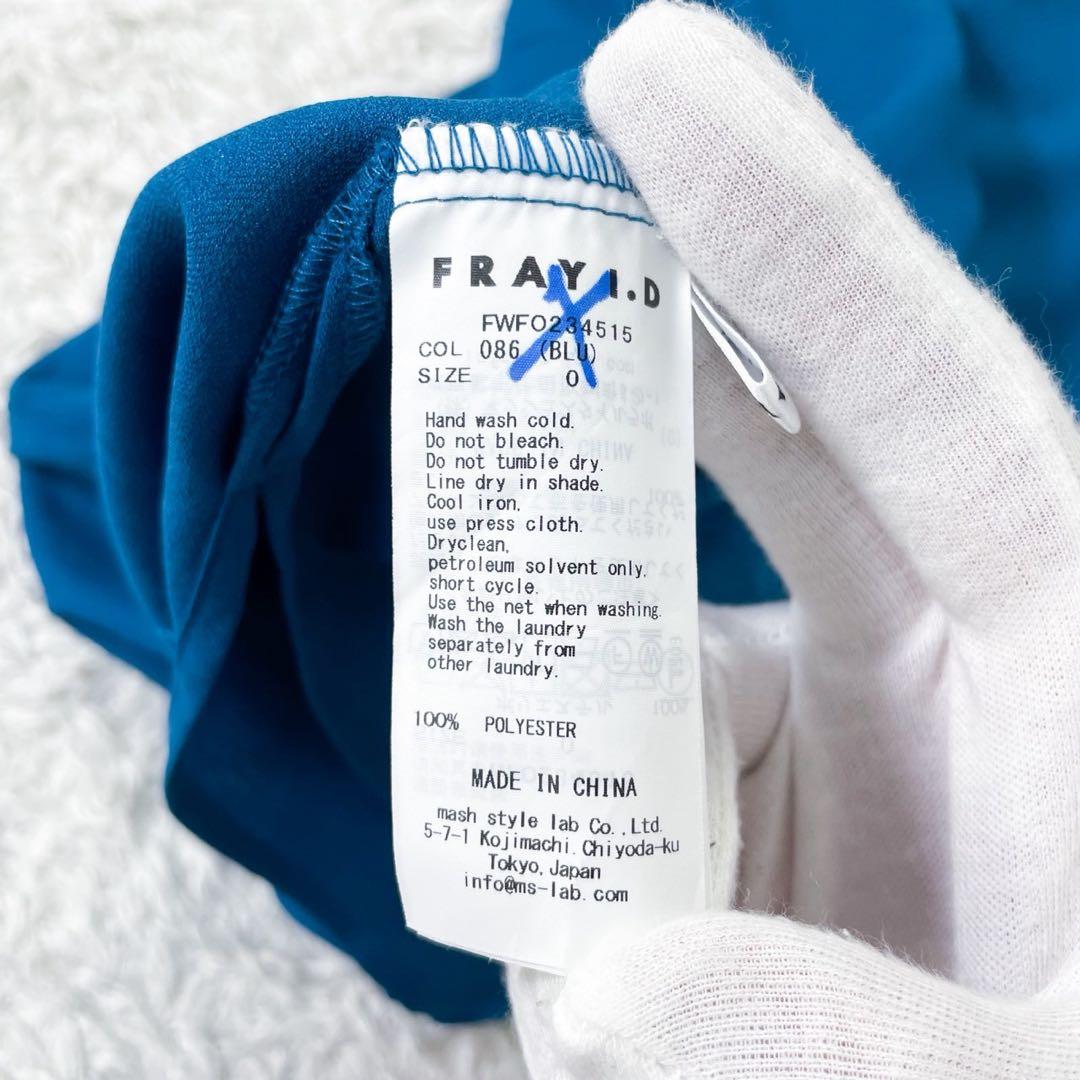 FRAY I.D
FWFO234515
COL 086 (BLU)
SIZE 0
Hand wash cold.
Do not bleach.
Do not tumble dry.
Line dry in shade.
Cool iron,
use press cloth.
Dryclean,
petroleum solvent only,
short cycle.
Use the net when washing.
Wash the laundry
separately from
other laundry.
100% POLYESTER
MADE IN CHINA
mash style lab Co.,Ltd.
5-7-1 Kojimachi.Chiyoda-ku
Tokyo,Japan
info@ms-lab.com